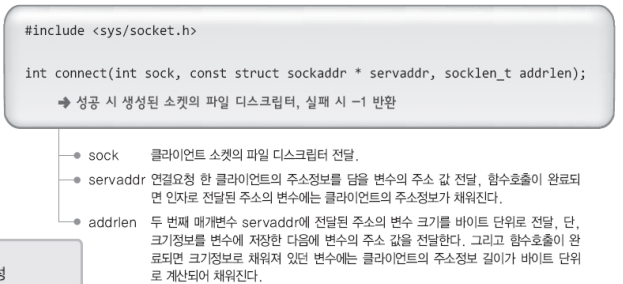 #include <sys/socket.h>
int connect(int sock, const struct sockaddr * servaddr, socklen_t addrlen);
➔ 성공 시 생성된 소켓의 파일 디스크립터, 실패 시 −1 반환
sock 클라이언트 소켓의 파일 디스크립터 전달.
servaddr 연결요청 한 클라이언트의 주소정보를 담을 변수의 주소 값 전달, 함수호출이 완료되
면 인자로 전달된 주소의 변수에는 클라이언트의 주소정보가 채워진다.
addrlen 두 번째 매개변수 servaddr에 전달된 주소의 변수 크기를 바이트 단위로 전달, 단,
크기정보를 변수에 저장한 다음에 변수의 주소 값을 전달한다. 그리고 함수호출이 완
료되면 크기정보로 채워져 있던 변수에는 클라이언트의 주소정보 길이가 바이트 단위
로 계산되어 채워진다.
성